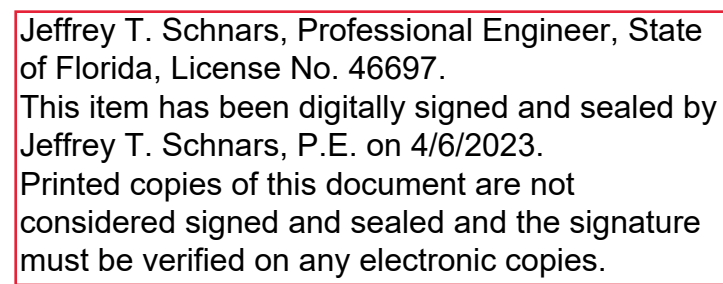 Jeffrey T. Schnars, Professional Engineer, State
of Florida, License No. 46697.
This item has been digitally signed and sealed by
Jeffrey T. Schnars, P.E. on 4/6/2023.
Printed copies of this document are not
considered signed and sealed and the signature
must be verified on any electronic copies.